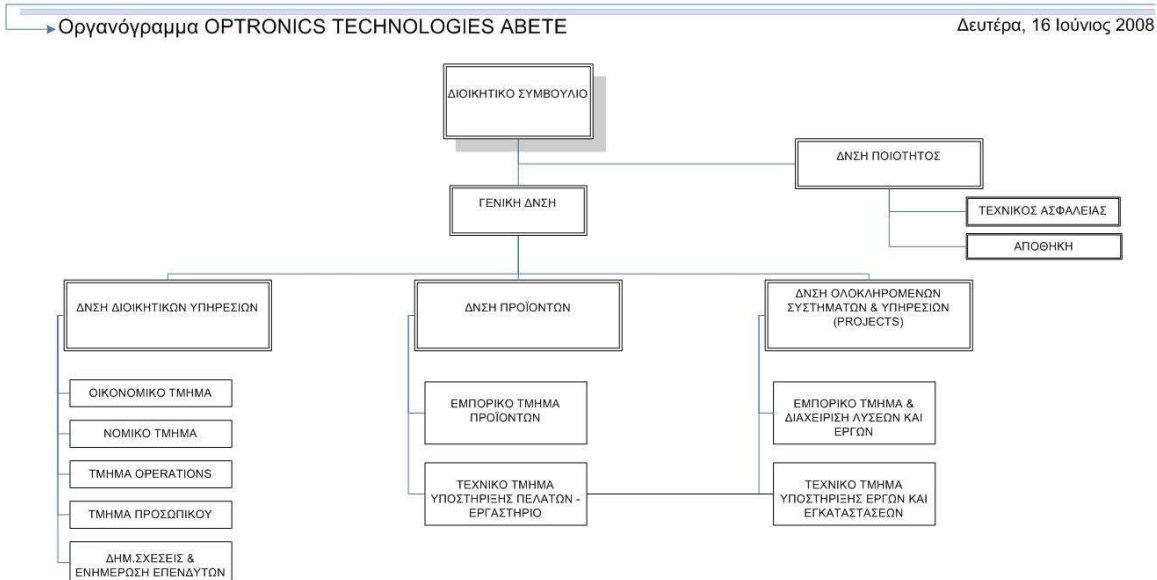 Οργανόγραμμα OPTRONICS TECHNOLOGIES ABETE
Δευτέρα, 16 Ιούνιος 2008
ΔΙΟΙΚΗΤΙΚΟ ΣΥΜΒΟΥΛΙΟ
ΔΝΣΗ ΠΟΙΟΤΗΤΟΣ
ΓΕΝΙΚΗ ΔΝΣΗ
ΤΕΧΝΙΚΟΣ ΑΣΦΑΛΕΙΑΣ
ΑΠΟΘΗΚΗ
ΔΝΣΗ ΔΙΟΙΚΗΤΙΚΩΝ ΥΠΗΡΕΣΙΩΝ
ΔΝΣΗ ΠΡΟΪΟΝΤΩΝ
ΔΝΣΗ ΟΛΟΚΛΗΡΟΜΕΝΩΝ
ΣΥΣΤΗΜΑΤΩΝ & ΥΠΗΡΕΣΙΩΝ
(PROJECTS)
ΟΙΚΟΝΟΜΙΚΟ ΤΜΗΜΑ
ΝΟΜΙΚΟ ΤΜΗΜΑ
ΤΜΗΜΑ OPERATIONS
ΤΜΗΜΑ ΠΡΟΣΩΠΙΚΟΥ
ΔΗΜ.ΣΧΕΣΕΙΣ &
ΕΝΗΜΕΡΩΣΗ ΕΠΕΝΔΥΤΩΝ
ΕΜΠΟΡΙΚΟ ΤΜΗΜΑ
ΠΡΟΪΟΝΤΩΝ
ΤΕΧΝΙΚΟ ΤΜΗΜΑ
ΥΠΟΣΤΗΡΙΞΗΣ ΠΕΛΑΤΩΝ -
ΕΡΓΑΣΤΗΡΙΟ
ΕΜΠΟΡΙΚΟ ΤΜΗΜΑ &
ΔΙΑΧΕΙΡΙΣΗ ΛΥΣΕΩΝ ΚΑΙ
ΕΡΓΩΝ
ΤΕΧΝΙΚΟ ΤΜΗΜΑ
ΥΠΟΣΤΗΡΙΞΗΣ ΕΡΓΩΝ ΚΑΙ
ΕΓΚΑΤΑΣΤΑΣΕΩΝ